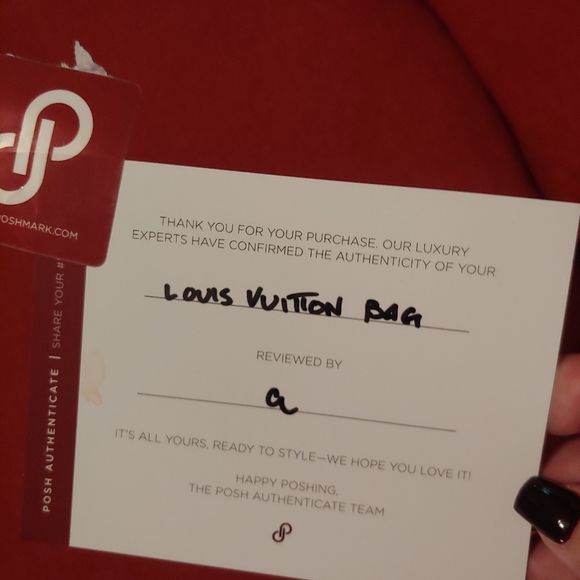 POSHMARK.COM
POSH AUTHENTICATE | SHARE YOUR #
THANK YOU FOR YOUR PURCHASE. OUR LUXURY
EXPERTS HAVE CONFIRMED THE AUTHENTICITY OF YOUR
LOUIS VUITTON BAG
REVIEWED BY
IT'S ALL YOURS, READY TO STYLE—WE HOPE YOU LOVE IT!
HAPPY POSHING,
THE POSH AUTHENTICATE TEAM